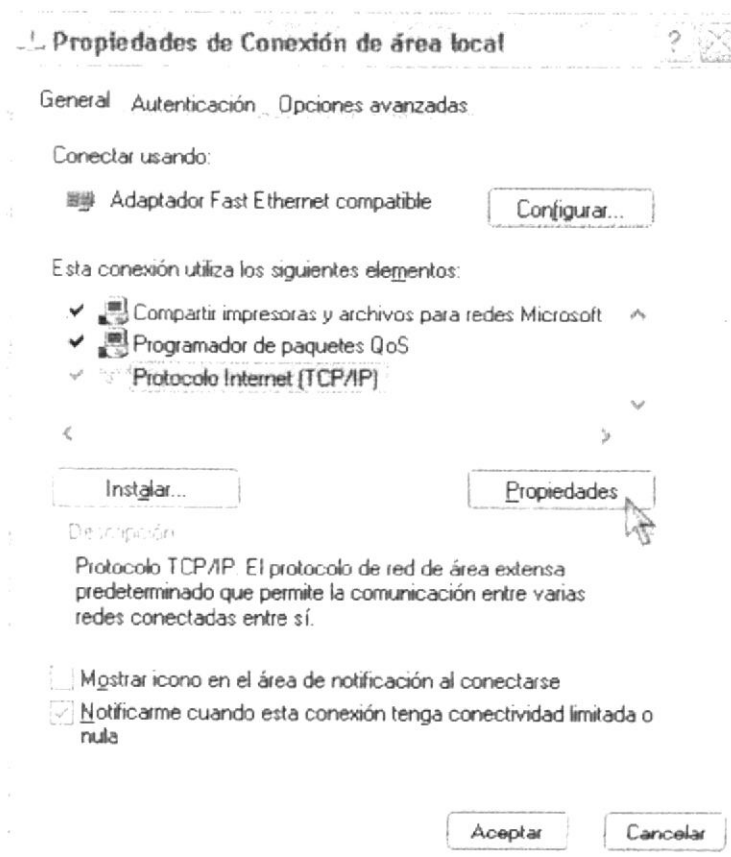 Propiedades de Conexión de área local
General Autenticación Opciones avanzadas
Conectar usando:
Adaptador Fast Ethernet compatible
Configurar...
Esta conexión utiliza los siguientes elementos:
Compartir impresoras y archivos para redes Microsoft
Programador de paquetes QoS
Protocolo Internet (TCP/IP)
Instalar...
Propiedades
Descripción
Protocolo TCP/IP. El protocolo de red de área extensa
predeterminado que permite la comunicación entre varias
redes conectadas entre sí.
Mostrar icono en el área de notificación al conectarse
Notificarme cuando esta conexión tenga conectividad limitada o
nula
Aceptar
Cancelar